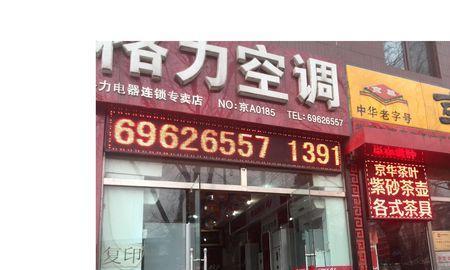 格力空调
力电器连锁专卖店 NO:京A0185 TEL:69626557
69626557 1391
复印
中华老字号
京华茶叶
紫砂茶壶
各式茶具